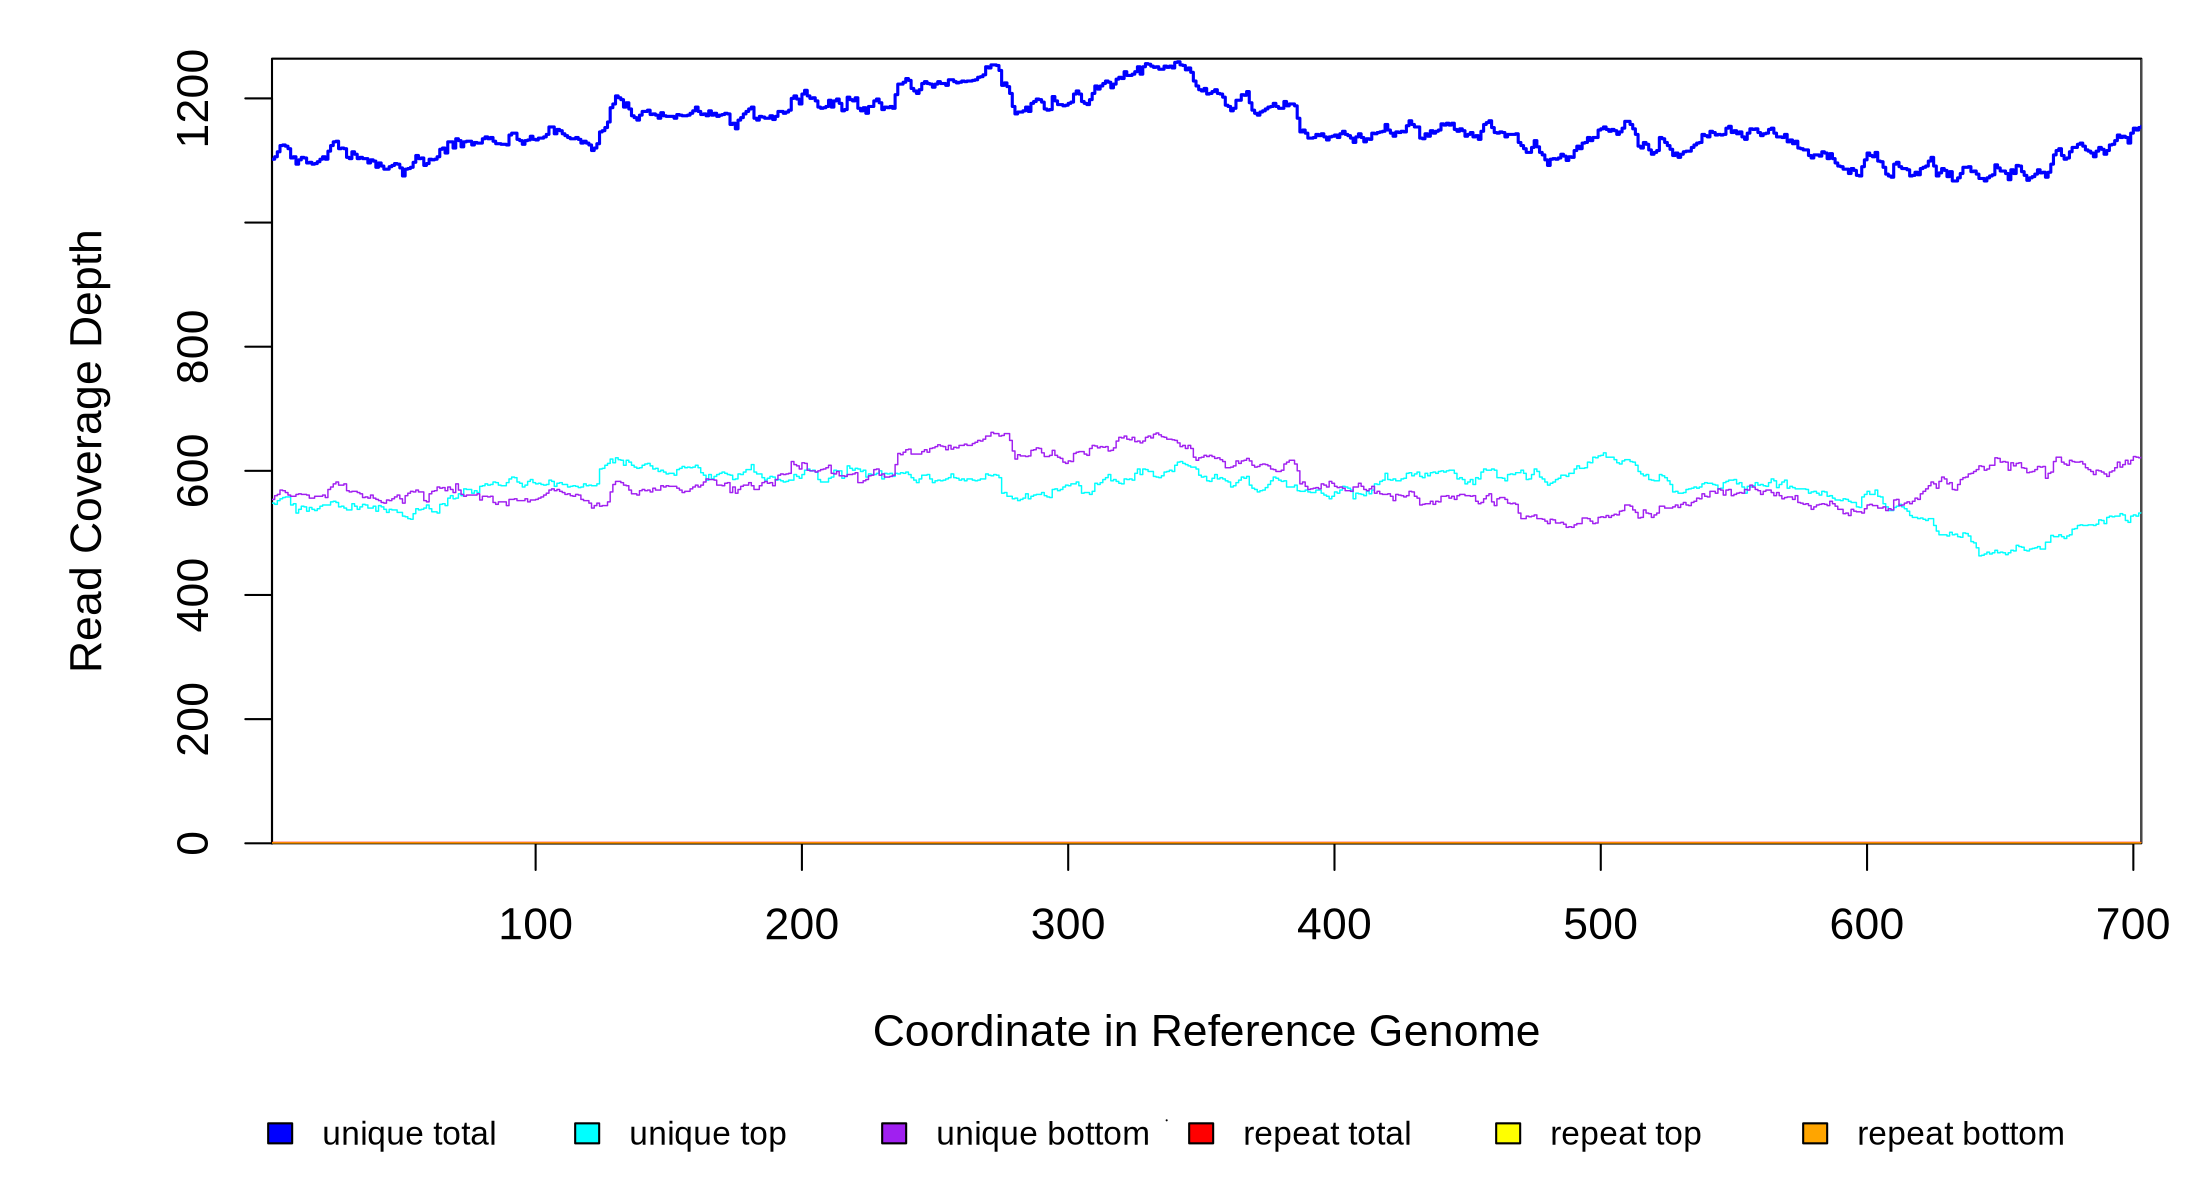 Read Coverage Depth
1200
800
600
400
200
0
100 200 300 400 500 600 700
Coordinate in Reference Genome
unique total unique top unique bottom repeat total repeat top repeat bottom